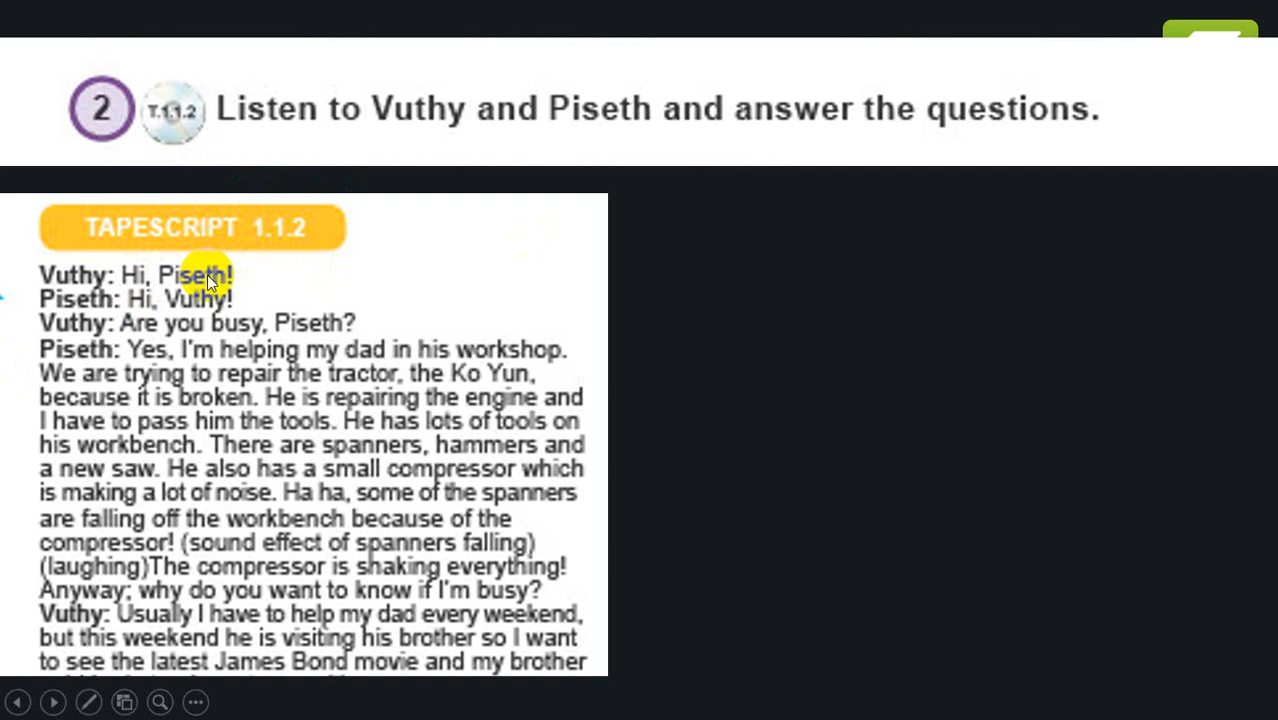 2 T.1.1.2 Listen to Vuthy and Piseth and answer the questions.
TAPESCRIPT 1.1.2
Vuthy: Hi, Piseth!
Piseth: Hi, Vuthy!
Vuthy: Are you busy, Piseth?
Piseth: Yes, I'm helping my dad in his workshop.
We are trying to repair the tractor, the Ko Yun,
because it is broken. He is repairing the engine and
I have to pass him the tools. He has lots of tools on
his workbench. There are spanners, hammers and
a new saw. He also has a small compressor which
is making a lot of noise. Ha ha, some of the spanners
are falling off the workbench because of the
compressor! (sound effect of spanners falling)
(laughing)The compressor is shaking everything!
Anyway; why do you want to know if I'm busy?
Vuthy: Usually I have to help my dad every weekend,
but this weekend he is visiting his brother so I want
to see the latest James Bond movie and my brother